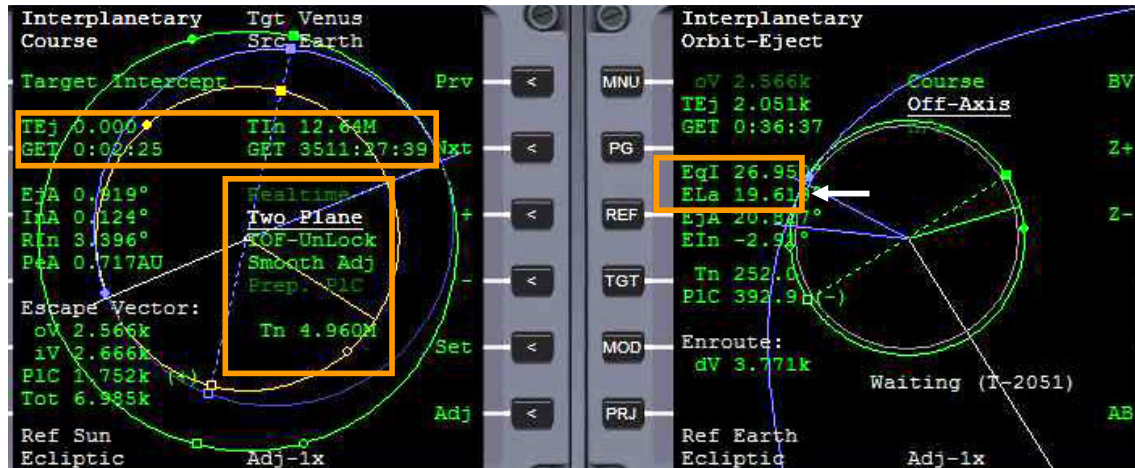 Interplanetary Tgt Venus
Course Src Earth
Target Intercept Prv
TEj 0.000 TIn 12.64M
GET 0:02:25 GET 3511:27:39 Nxt
EjA 0.919°
InA 0.124° Two Plane +
RIn 3.396° TOF-UnLock
PeA 0.717AU Smooth Adj -
Realtime
Prep. PlC
Escape Vector:
oV 2.566k Tn 4.960M Set
iV 2.666k
PlC 1.752k (+)
Tot 6.985k Adj
Ref Sun
Ecliptic Adj-1x
<
<
<
<
<
<
MNU
PG
REF
TGT
MOD
PRJ
Interplanetary
Orbit-Eject
oV 2.566k Course BV
TEj 2.051k Off-Axis
GET 0:36:37
Z+
EqI 26.95
ELa 19.61
EIn -2.91° Z-
Tn 252.0
PlC 392.9 (-)
Enroute:
dV 3.771k
Waiting (T-2051)
AB
Ref Earth
Ecliptic Adj-1x